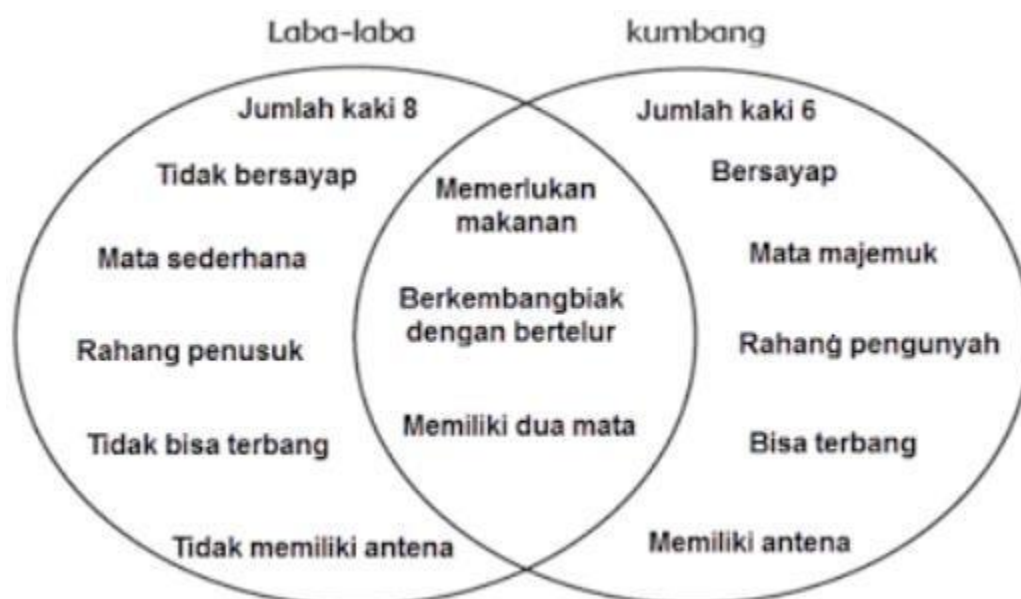 Laba-laba
kumbang
Jumlah kaki 8
Tidak bersayap
Mata sederhana
Rahang penusuk
Tidak bisa terbang
Tidak memiliki antena
Memerlukan
makanan
Berkembangbiak
dengan bertelur
Memiliki dua mata
Jumlah kaki 6
Bersayap
Mata majemuk
Rahang pengunyah
Bisa terbang
Memiliki antena